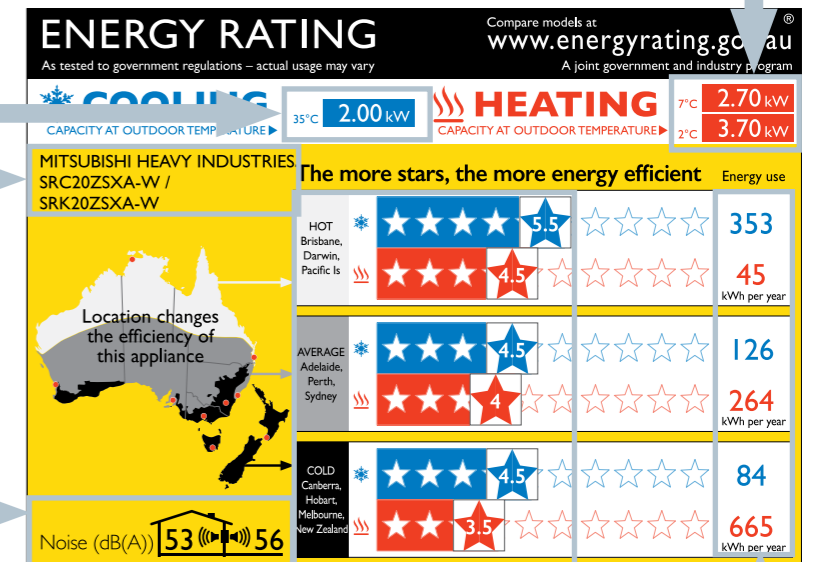 ENERGY RATING
As tested to government regulations – actual usage may vary
Compare models at
®
www.energyrating.gov.au
A joint government and industry program
COOLING
CAPACITY AT OUTDOOR TEMPERATURE
35°C 2.00 kW
HEATING
CAPACITY AT OUTDOOR TEMPERATURE
7°C 2.70 kW
2°C 3.70 kW
MITSUBISHI HEAVY INDUSTRIES
SRC20ZSXA-W /
SRK20ZSXA-W
The more stars, the more energy efficient
Energy use
Location changes
the efficiency of
this appliance
HOT
Brisbane,
Darwin,
Pacific Is
5.5
353
4.5
45
kWh per year
AVERAGE
Adelaide,
Perth,
Sydney
4.5
126
4
264
kWh per year
COLD
Canberra,
Hobart,
Melbourne,
New Zealand
4.5
84
3.5
665
kWh per year
Noise (dB(A)) 53 56